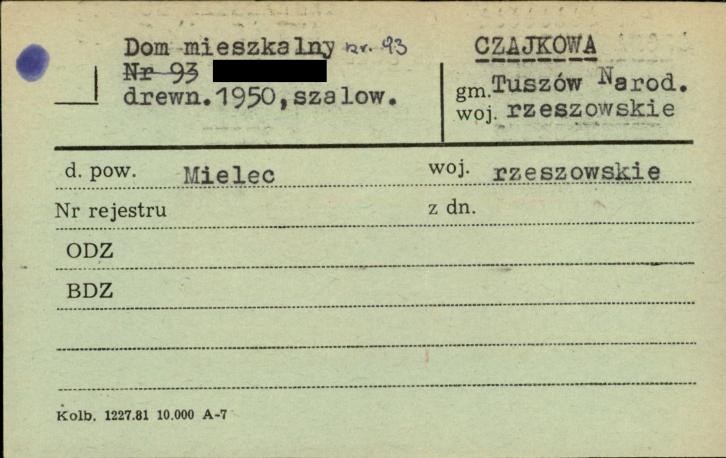 Dom mieszkalny nr. 93
Nr 93
drewn.1950,szalow.
CZAJKOWA
gm. Tuszów Narod.
woj. rzeszowskie
d. pow. Mielec woj. rzeszowskie
Nr rejestru z dn.
ODZ
BDZ
Kolb. 1227.81 10.000 A-7